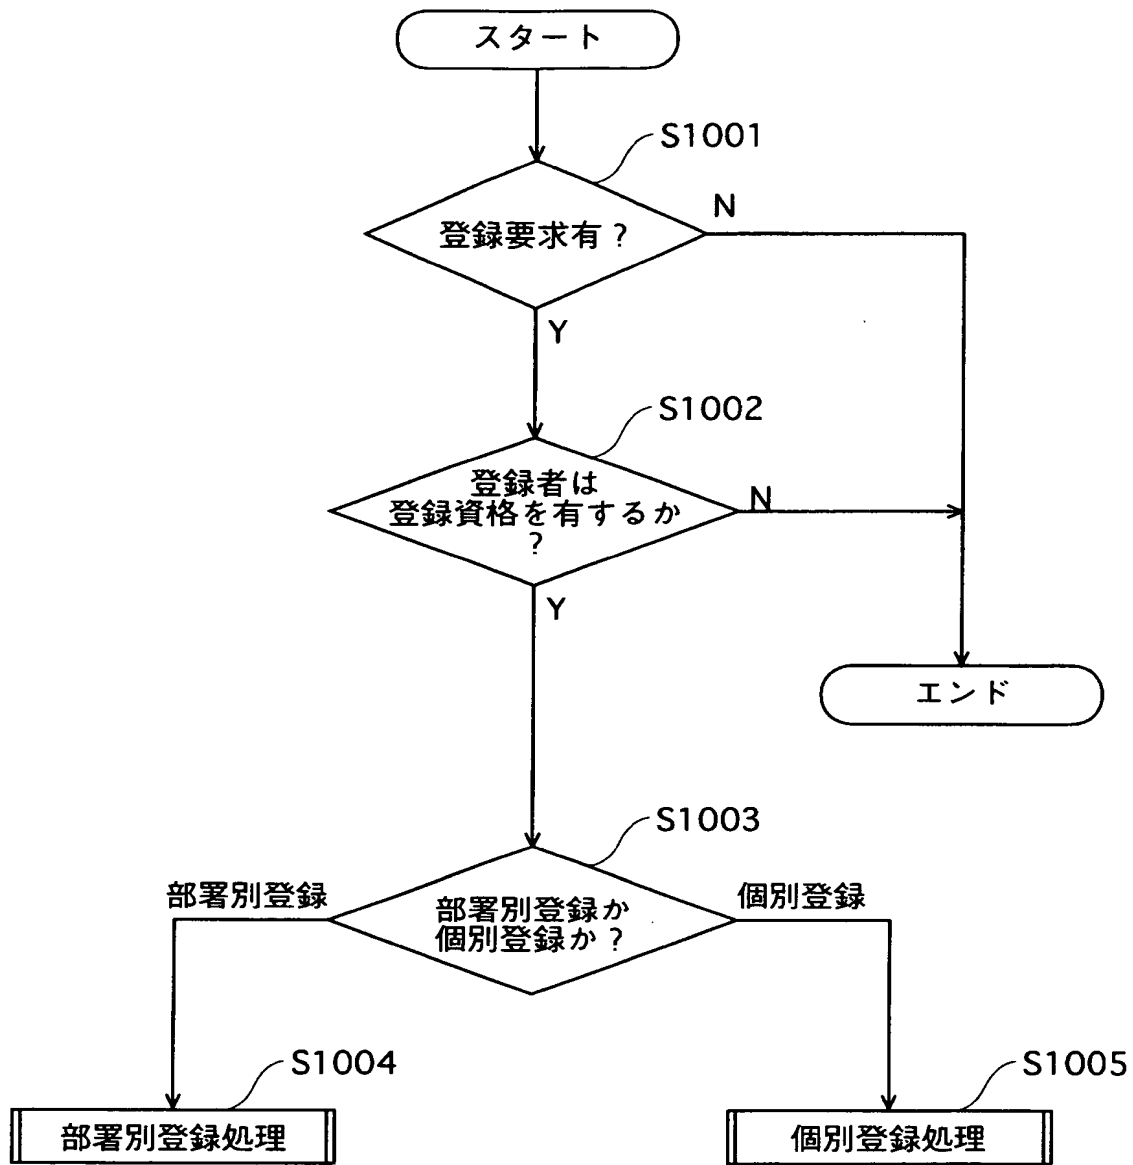 スタート
S1001
登録要求有？
N
Y
S1002
登録者は
登録資格を有するか
？
N
Y
エンド
S1003
部署別登録
部署別登録か
個別登録か？
個別登録
S1004
部署別登録処理
S1005
個別登録処理